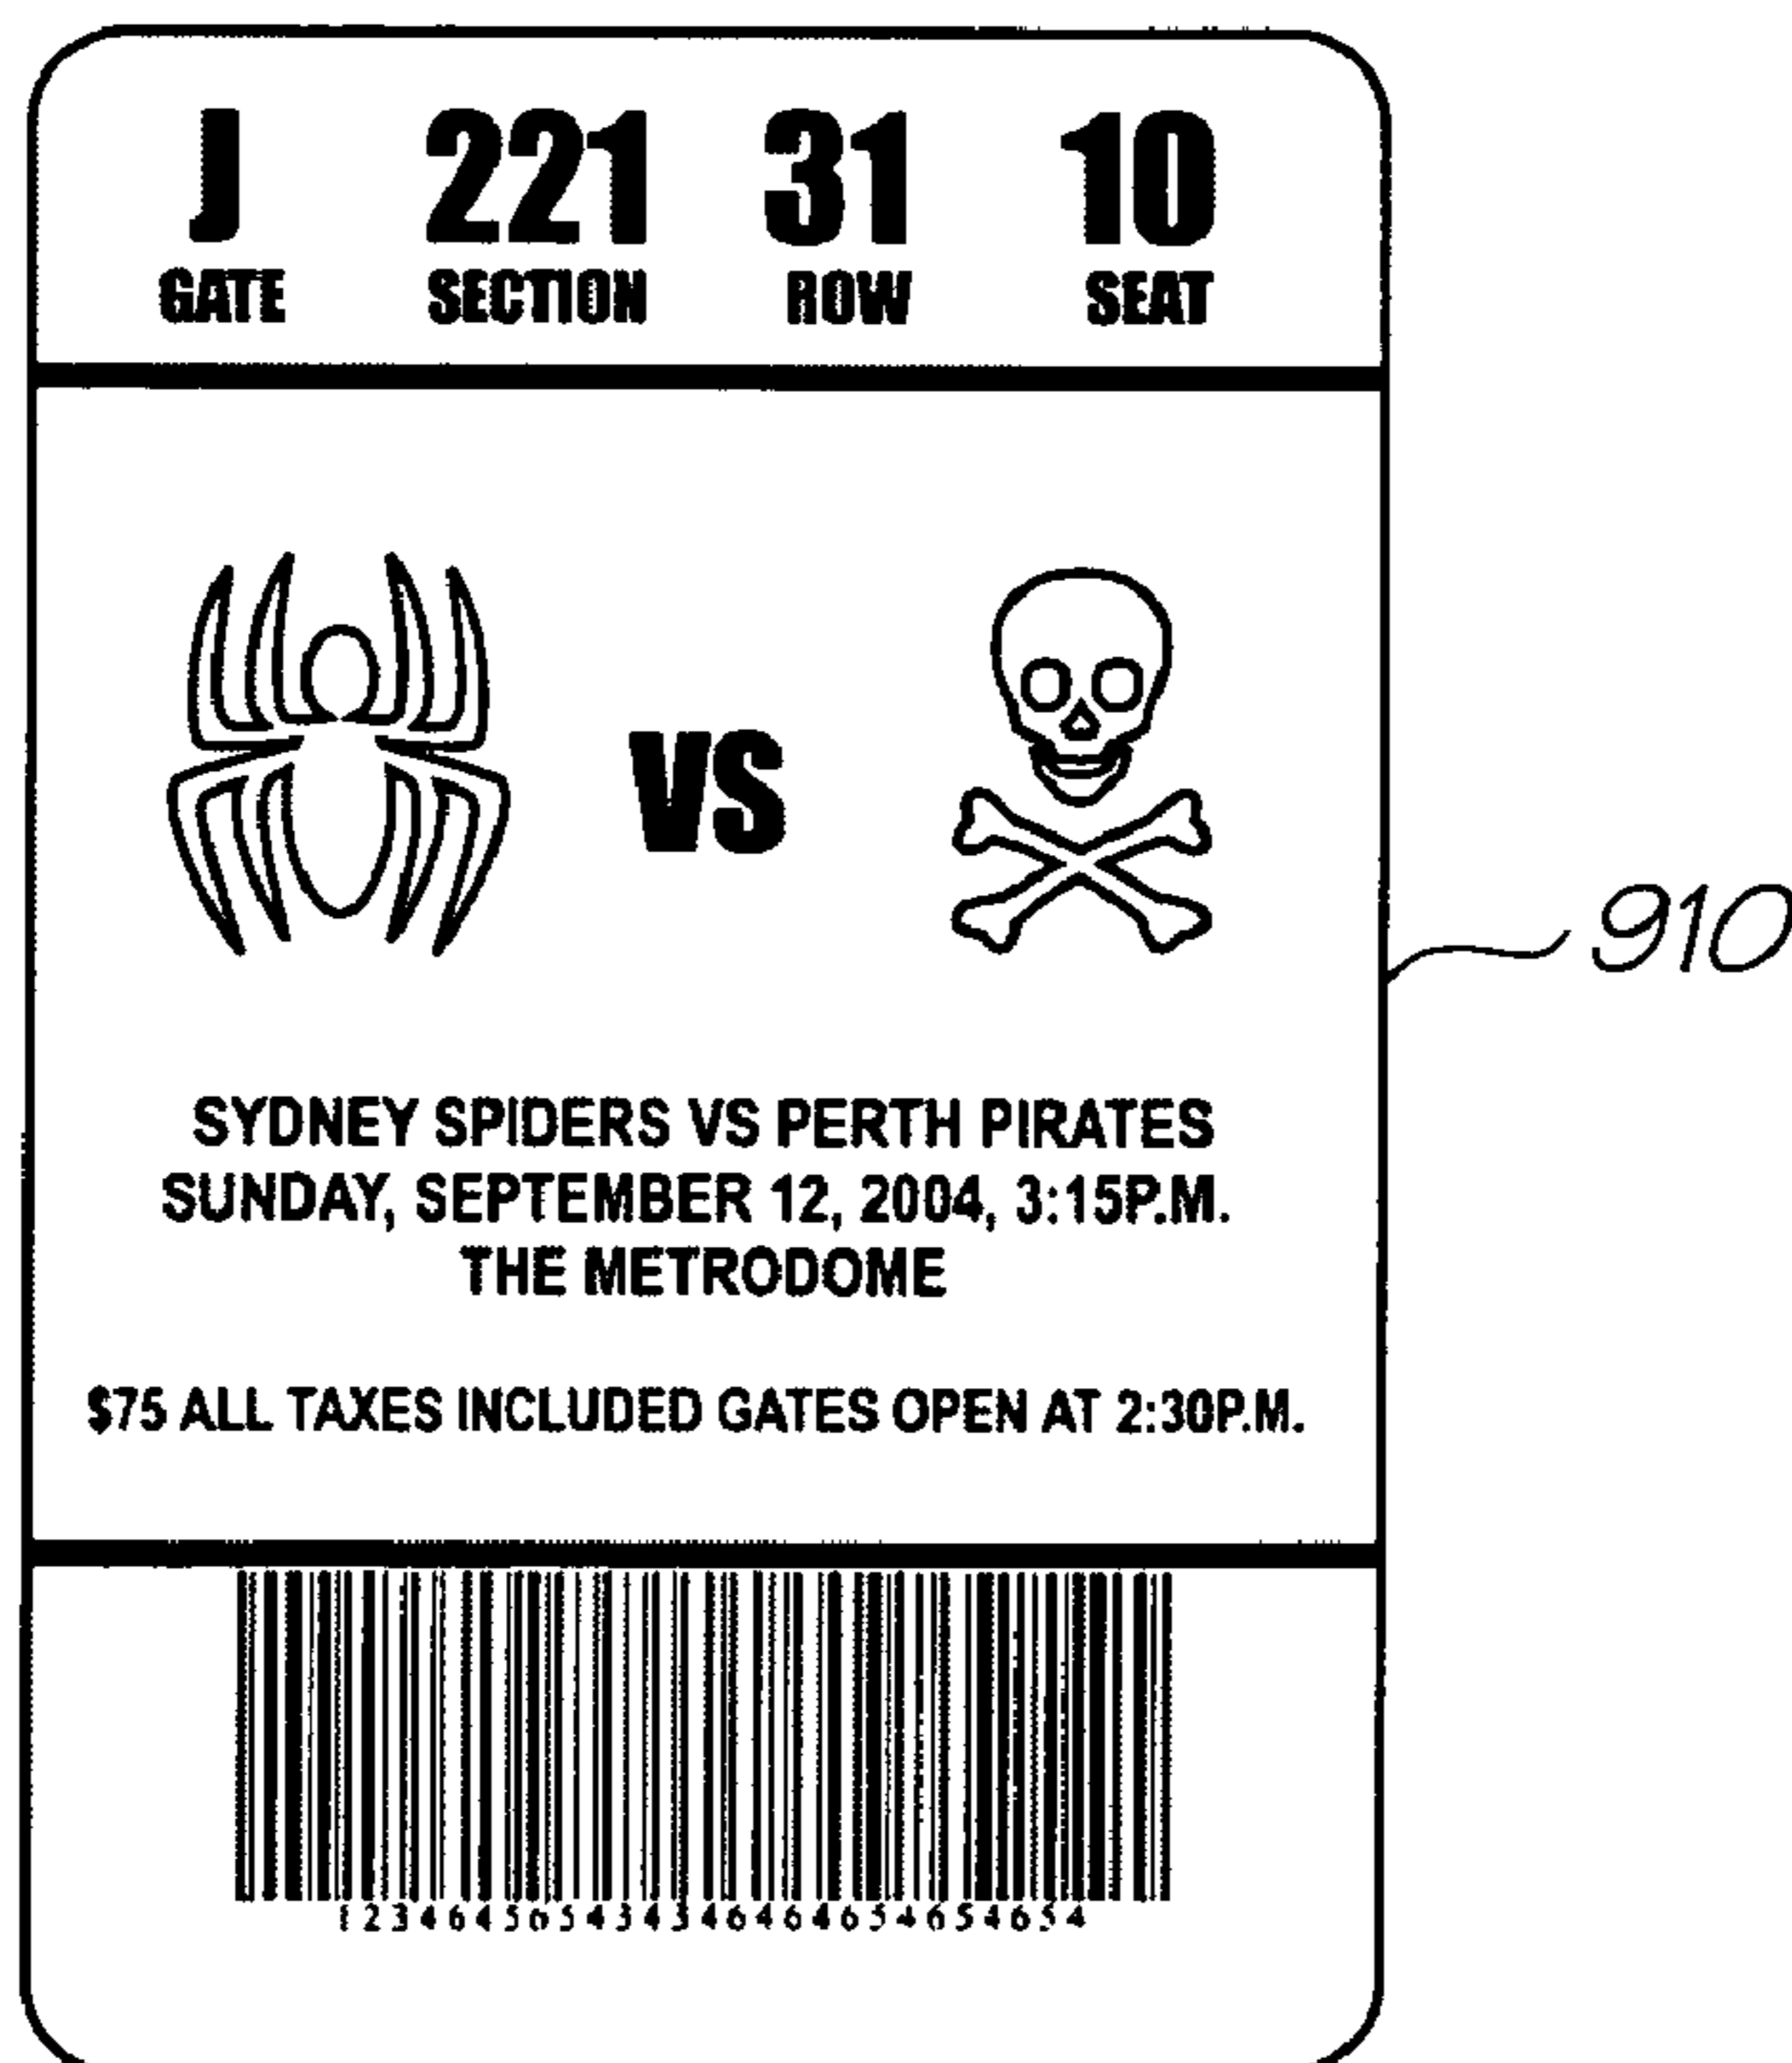 J 221 31 10
GATE SECTION ROW SEAT
VS
910
SYDNEY SPIDERS VS PERTH PIRATES
SUNDAY, SEPTEMBER 12, 2004, 3:15P.M.
THE METRODOME
$75 ALL TAXES INCLUDED GATES OPEN AT 2:30P.M.
123464565434346464654654654